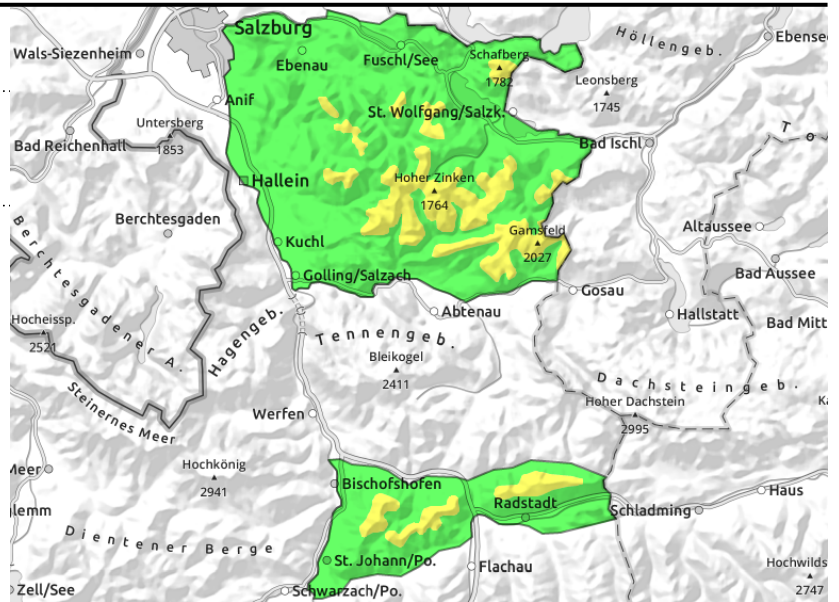 Salzburg
Höllengeb.
Ebensee
Wals-Siezenheim
Ebenau
Fuschl/See
Schafberg
1782
Leonsberg
1745
Anif
St. Wolfgang/Salzk.
Untersberg
1853
Bad Reichenhall
Bad Ischl
Hallein
Hoher Zinken
1764
Berchtesgaden
Kuchl
Gamsfeld
2027
Altaussee
Berchtesgadener A.
Golling/Salzach
Bad Aussee
Gosau
Hallstatt
Abtenau
Hocheissp.
2521
Hagengeb.
Tennengeb.
Bad Mitt
Bleikogel
2411
Steinernes Meer
Dachsteingeb.
Hoher Dachstein
2995
Werfen
Meer
Hochkönig
2941
Bischofshofen
Haus
Radstadt
Schladming
glemm
Dientener Berge
St. Johann/Po.
Flachau
Hochwilds
2747
Zell/See
Schwarzach/Po.